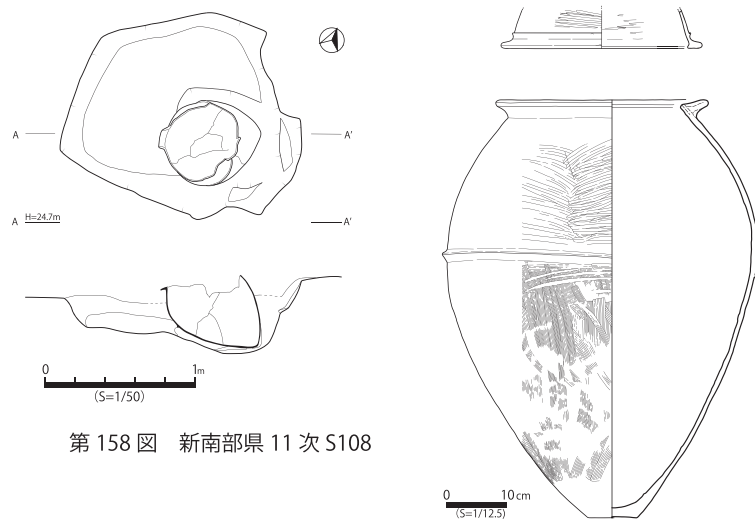 A A'
A H=24.7m A'
0 1m
（S=1/50）
第 158 図　新南部県 11 次 S108
0 10cm
（S=1/12.5）